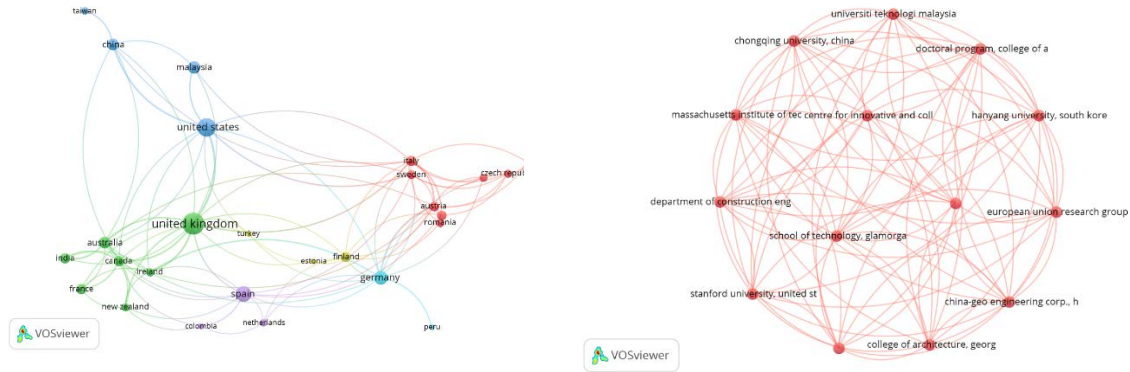 taiwan
china
malaysia
united states
italy
sweden
czech repul
austria
romania
united kingdom
turkey
australia
india
canada
ireland
estonia
finland
france
germany
new zealand
spain
colombia
netherlands
peru
VOSviewer
universiti teknologi malaysia
chongqing university, china
doctoral program, college of a
massachusetts institute of tec
centre for innovative and coll
hanyang university, south kore
department of construction eng
european union research group
school of technology, glamorga
stanford university, united st
china-geo engineering corp., h
college of architecture, georg
VOSviewer